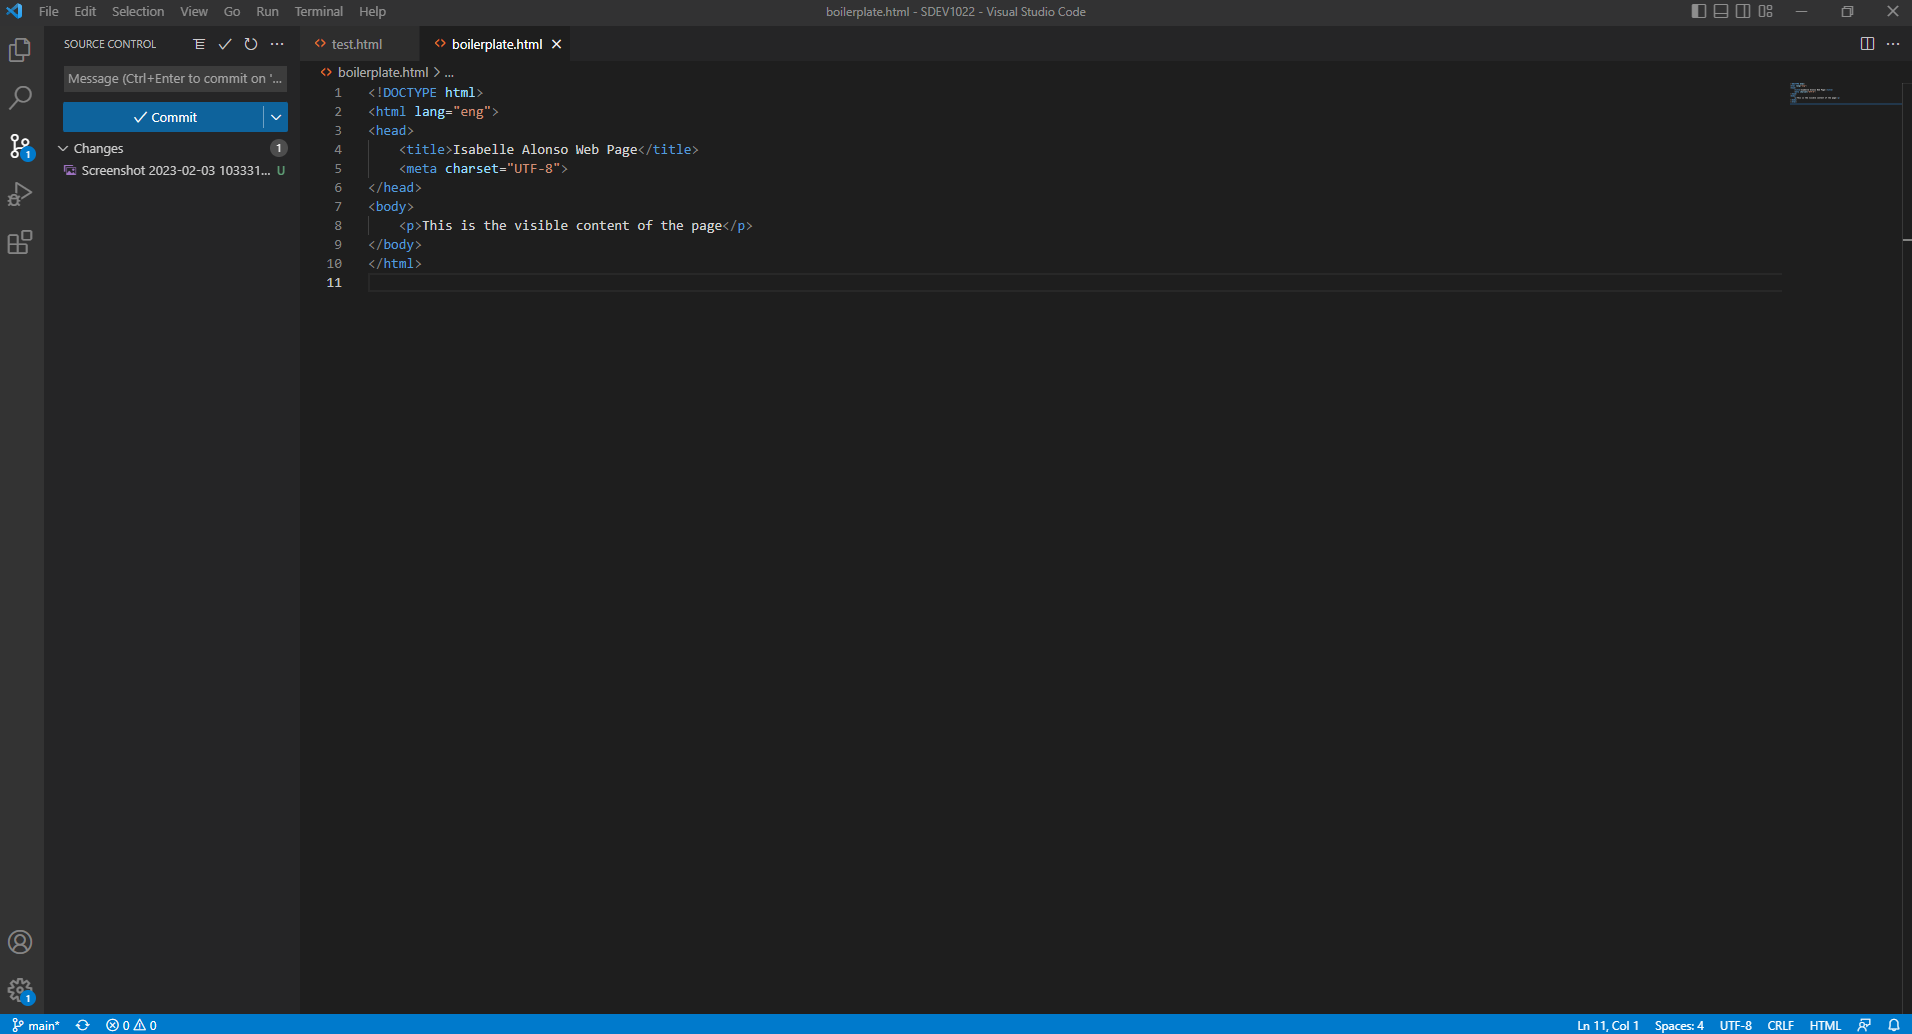 File Edit Selection View Go Run Terminal Help
boilerplate.html - SDEV1022 - Visual Studio Code
SOURCE CONTROL
Message (Ctrl+Enter to commit on '...
Commit
Changes 1
Screenshot 2023-02-03 103331... U
test.html
boilerplate.html
boilerplate.html > ...
1 <!DOCTYPE html>
2 <html lang="eng">
3 <head>
4 <title>Isabelle Alonso Web Page</title>
5 <meta charset="UTF-8">
6 </head>
7 <body>
8 <p>This is the visible content of the page</p>
9 </body>
10 </html>
11
1
1
main*
0 0
Ln 11, Col 1 Spaces: 4 UTF-8 CRLF HTML